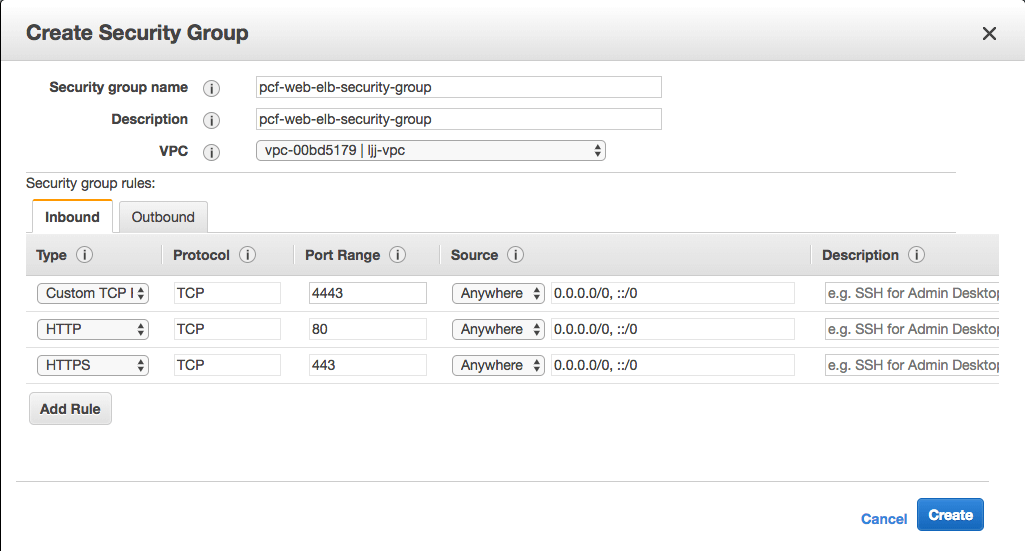 Create Security Group
Security group name pcf-web-elb-security-group
Description pcf-web-elb-security-group
VPC vpc-00bd5179 | ljj-vpc
Security group rules:
Inbound Outbound
Type Protocol Port Range Source Description
Custom TCP TCP 4443 Anywhere 0.0.0.0/0, ::/0 e.g. SSH for Admin Desktop
HTTP TCP 80 Anywhere 0.0.0.0/0, ::/0 e.g. SSH for Admin Desktop
HTTPS TCP 443 Anywhere 0.0.0.0/0, ::/0 e.g. SSH for Admin Desktop
Add Rule
Cancel Create